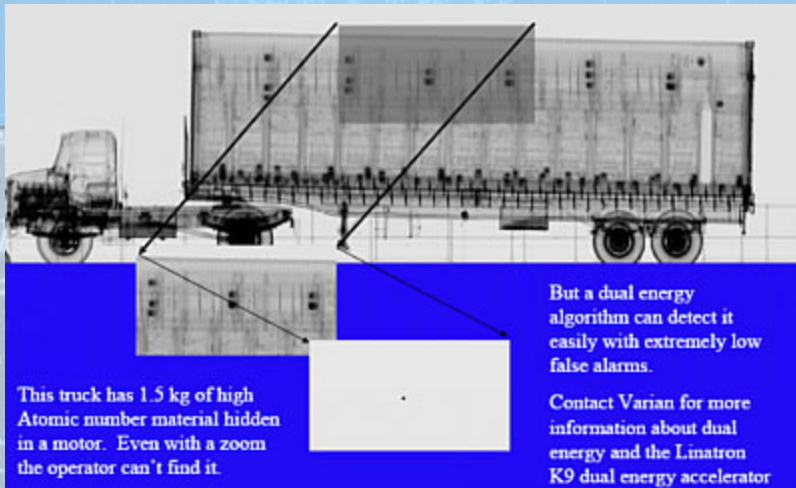 This truck has 1.5 kg of high
Atomic number material hidden
in a motor.  Even with a zoom
the operator can't find it.
But a dual energy
algorithm can detect it
easily with extremely low
false alarms.
Contact Varian for more
information about dual
energy and the Linatron
K9 dual energy accelerator